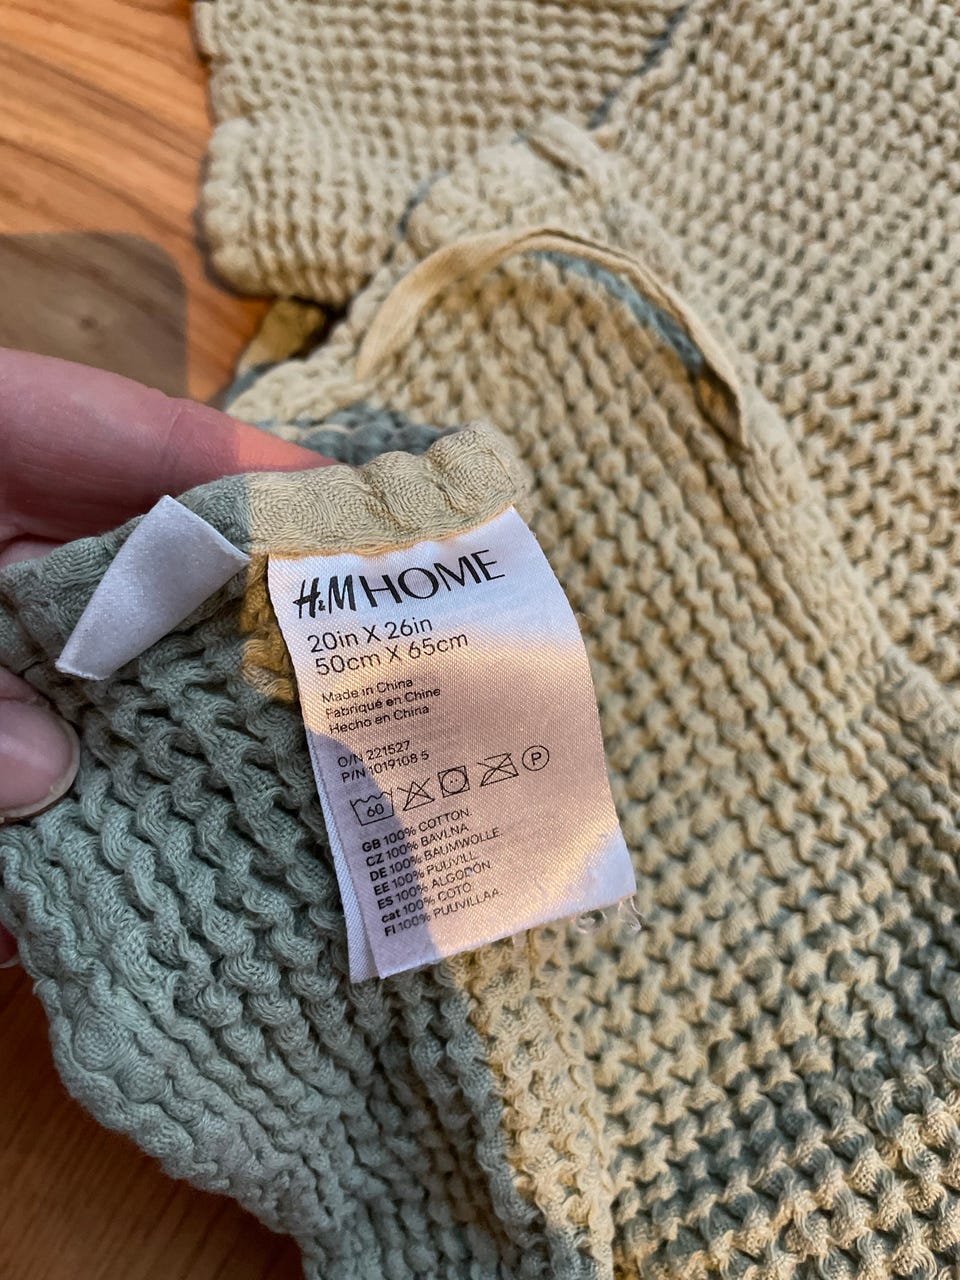 H&M HOME
20in X 26in
50cm X 65cm
Made in China
Fabriqué en Chine
Hecho en China
O/N 221527
P/N 1019108 5
60 P
GB 100% COTTON.
CZ 100% BAVLNA
DE 100% BAUMWOLLE.
EE 100% PUUVILL.
ES 100% ALGODÓN
cat 100% COTÓ.
FI 100% PUUVILLAA.